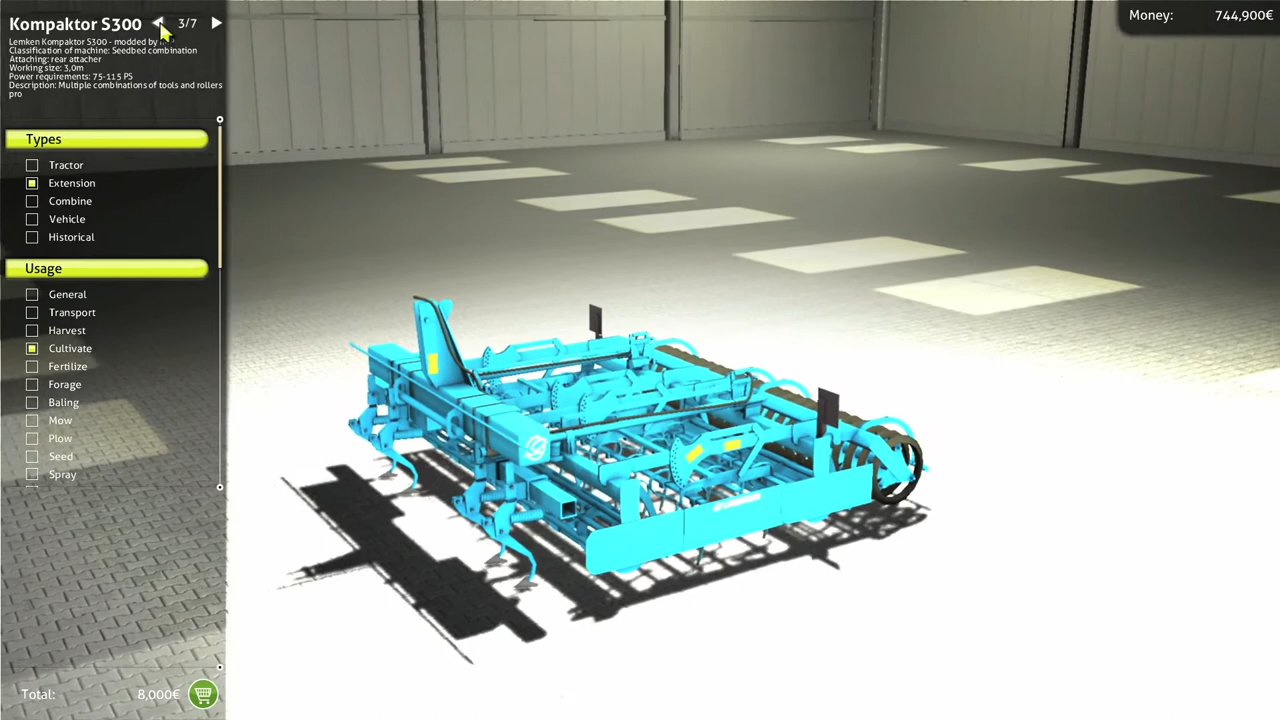 Kompaktor S300
3/7
Money: 744,900€
Lemken Kompaktor S300 - modded by
Classification of machine: Seedbed combination
Attaching: rear attacher
Working size: 3,0m
Power requirements: 75-115 PS
Description: Multiple combinations of tools and rollers
pro
Types
Tractor
Extension
Combine
Vehicle
Historical
Usage
General
Transport
Harvest
Cultivate
Fertilize
Forage
Baling
Mow
Plow
Seed
Spray
Total: 8,000€